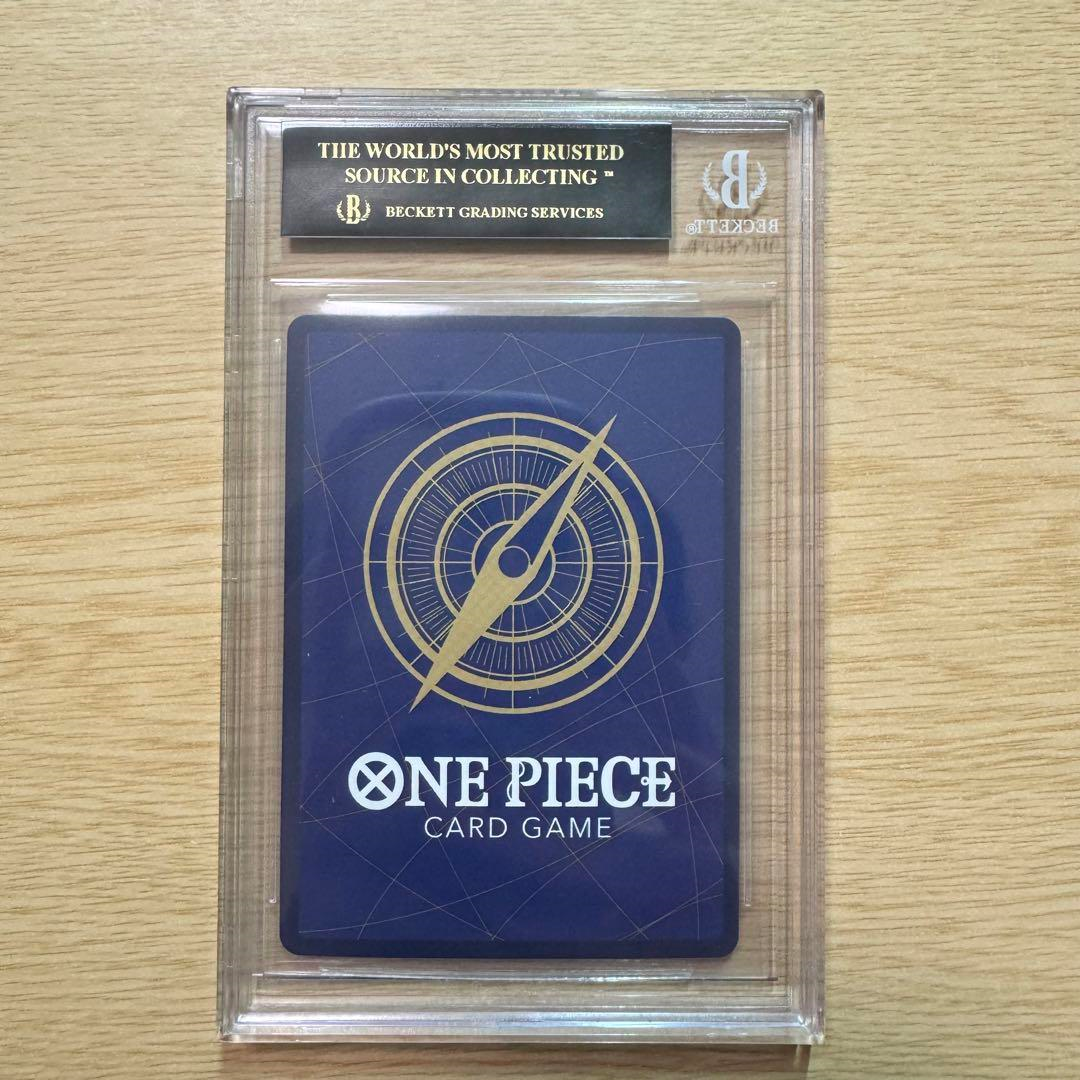 THE WORLD'S MOST TRUSTED
SOURCE IN COLLECTING ™
B BECKETT GRADING SERVICES
B
BECKETT®
ONE PIECE
CARD GAME